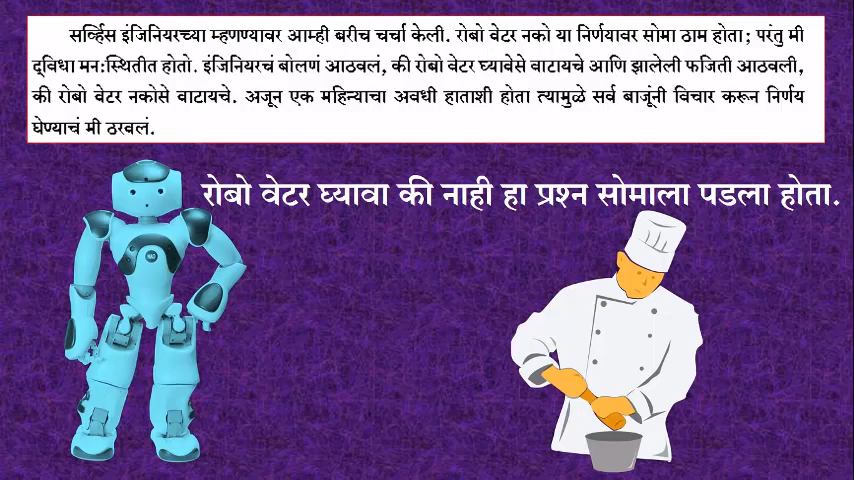 सर्व्हिस इंजिनियरच्या म्हणण्यावर आम्ही बरीच चर्चा केली. रोबो वेटर नको या निर्णयावर सोमा ठाम होता; परंतु मी
द्‌विधा मन:स्थितीत होतो. इंजिनियरचं बोलणं आठवलं, की रोबो वेटर घ्यावेसे वाटायचे आणि झालेली फजिती आठवली,
की रोबो वेटर नकोसे वाटायचे. अजून एक महिन्याचा अवधी हाताशी होता त्यामुळे सर्व बाजूंनी विचार करून निर्णय
घेण्याचं मी ठरवलं.
रोबो वेटर घ्यावा की नाही हा प्रश्न सोमाला पडला होता.